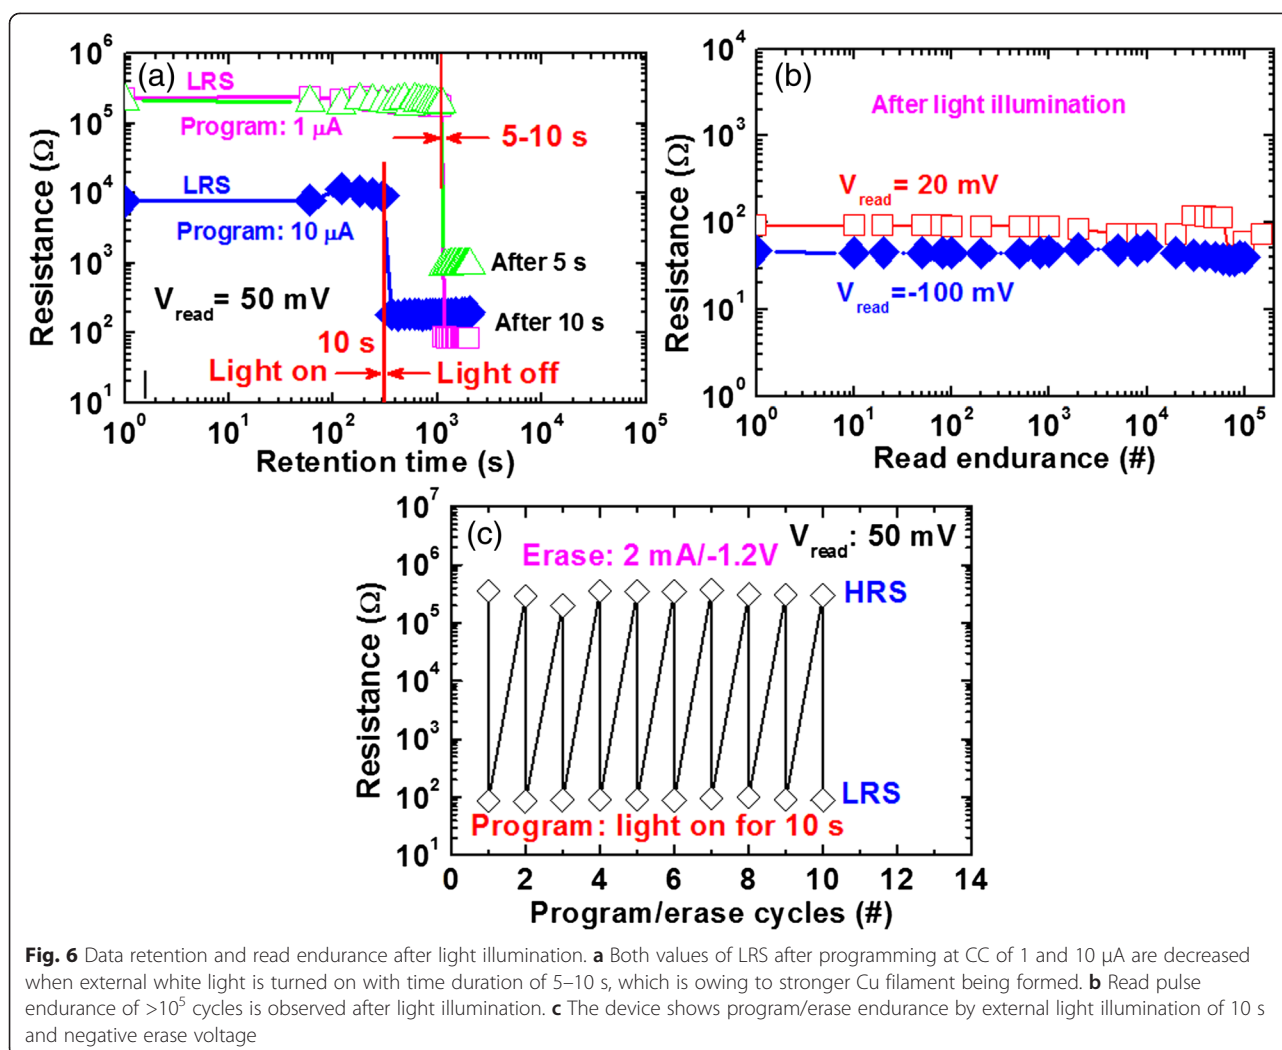 (a)
10⁶
10⁵
10⁴
10³
10²
10¹
Resistance (Ω)
LRS
Program: 1 µA
5-10 s
LRS
Program: 10 µA
After 5 s
V_read= 50 mV
After 10 s
10 s
Light on
Light off
10⁰ 10¹ 10² 10³ 10⁴ 10⁵
Retention time (s)
(b)
10⁴
10³
10²
10¹
10⁰
Resistance (Ω)
After light illumination
V_read= 20 mV
V_read=-100 mV
10⁰ 10¹ 10² 10³ 10⁴ 10⁵
Read endurance (#)
(c)
10⁷
10⁶
10⁵
10⁴
10³
10²
10¹
Resistance (Ω)
V_read: 50 mV
Erase: 2 mA/-1.2V
HRS
LRS
Program: light on for 10 s
0 2 4 6 8 10 12 14
Program/erase cycles (#)
Fig. 6 Data retention and read endurance after light illumination. a Both values of LRS after programming at CC of 1 and 10 µA are decreased
when external white light is turned on with time duration of 5–10 s, which is owing to stronger Cu filament being formed. b Read pulse
endurance of >10⁵ cycles is observed after light illumination. c The device shows program/erase endurance by external light illumination of 10 s
and negative erase voltage